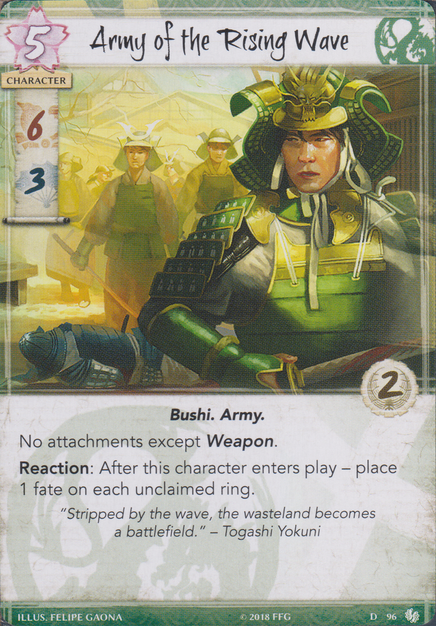 5
Army of the Rising Wave
CHARACTER
6
3
2
Bushi. Army.
No attachments except Weapon.
Reaction: After this character enters play – place
1 fate on each unclaimed ring.
“Stripped by the wave, the wasteland becomes
a battlefield.” – Togashi Yokuni
ILLUS. FELIPE GAONA
© 2018 FFG
D 96